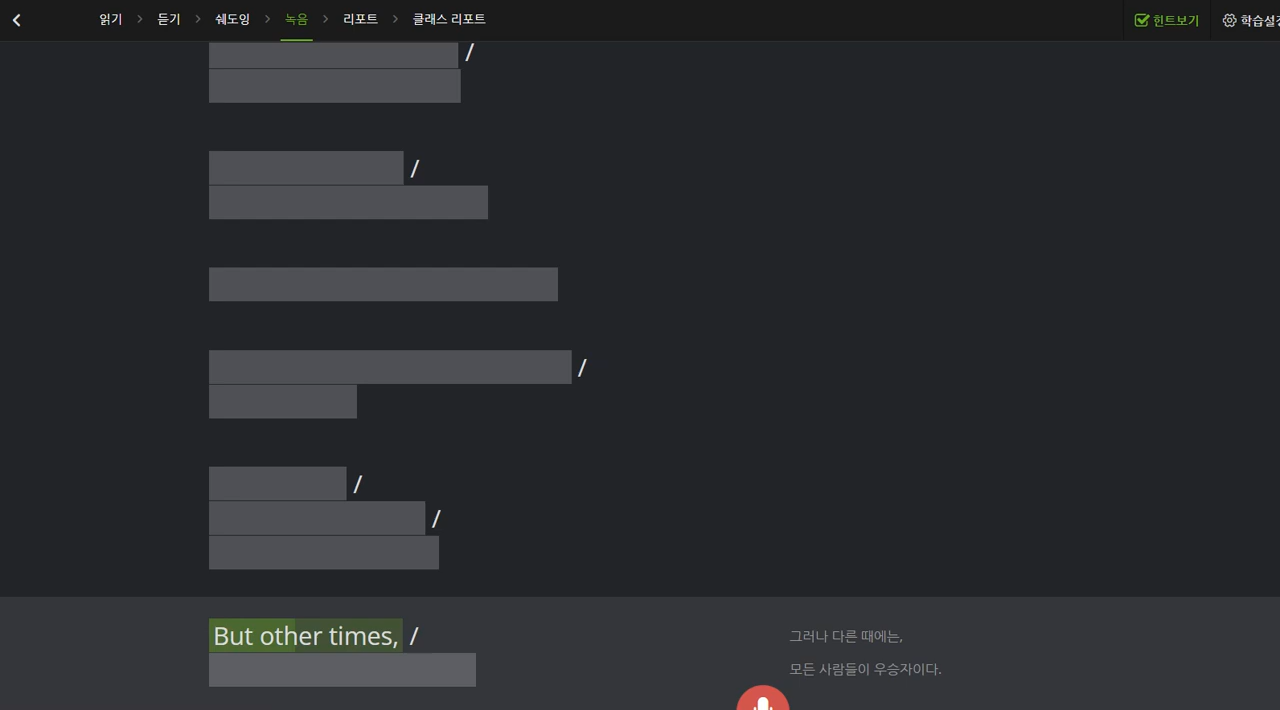 읽기 > 듣기 > 쉐도잉 > 녹음 > 리포트 > 클래스 리포트 힌트보기
/
/
/
/
/
But other times, / 그러나 다른 때에는,
모든 사람들이 우승자이다.